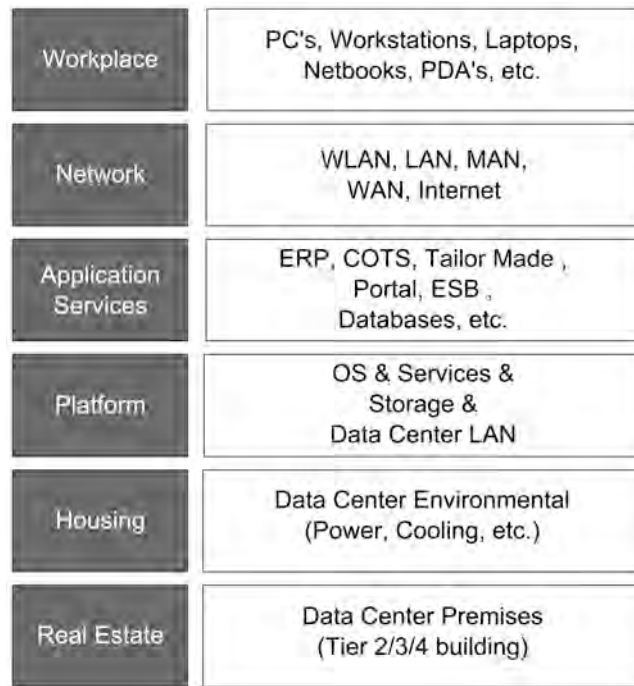 Workplace
PC's, Workstations, Laptops,
Netbooks, PDA's, etc.
Network
WLAN, LAN, MAN,
WAN, Internet
Application
Services
ERP, COTS, Tailor Made ,
Portal, ESB ,
Databases, etc.
Platform
OS & Services &
Storage &
Data Center LAN
Housing
Data Center Environmental
(Power, Cooling, etc.)
Real Estate
Data Center Premises
(Tier 2/3/4 building)